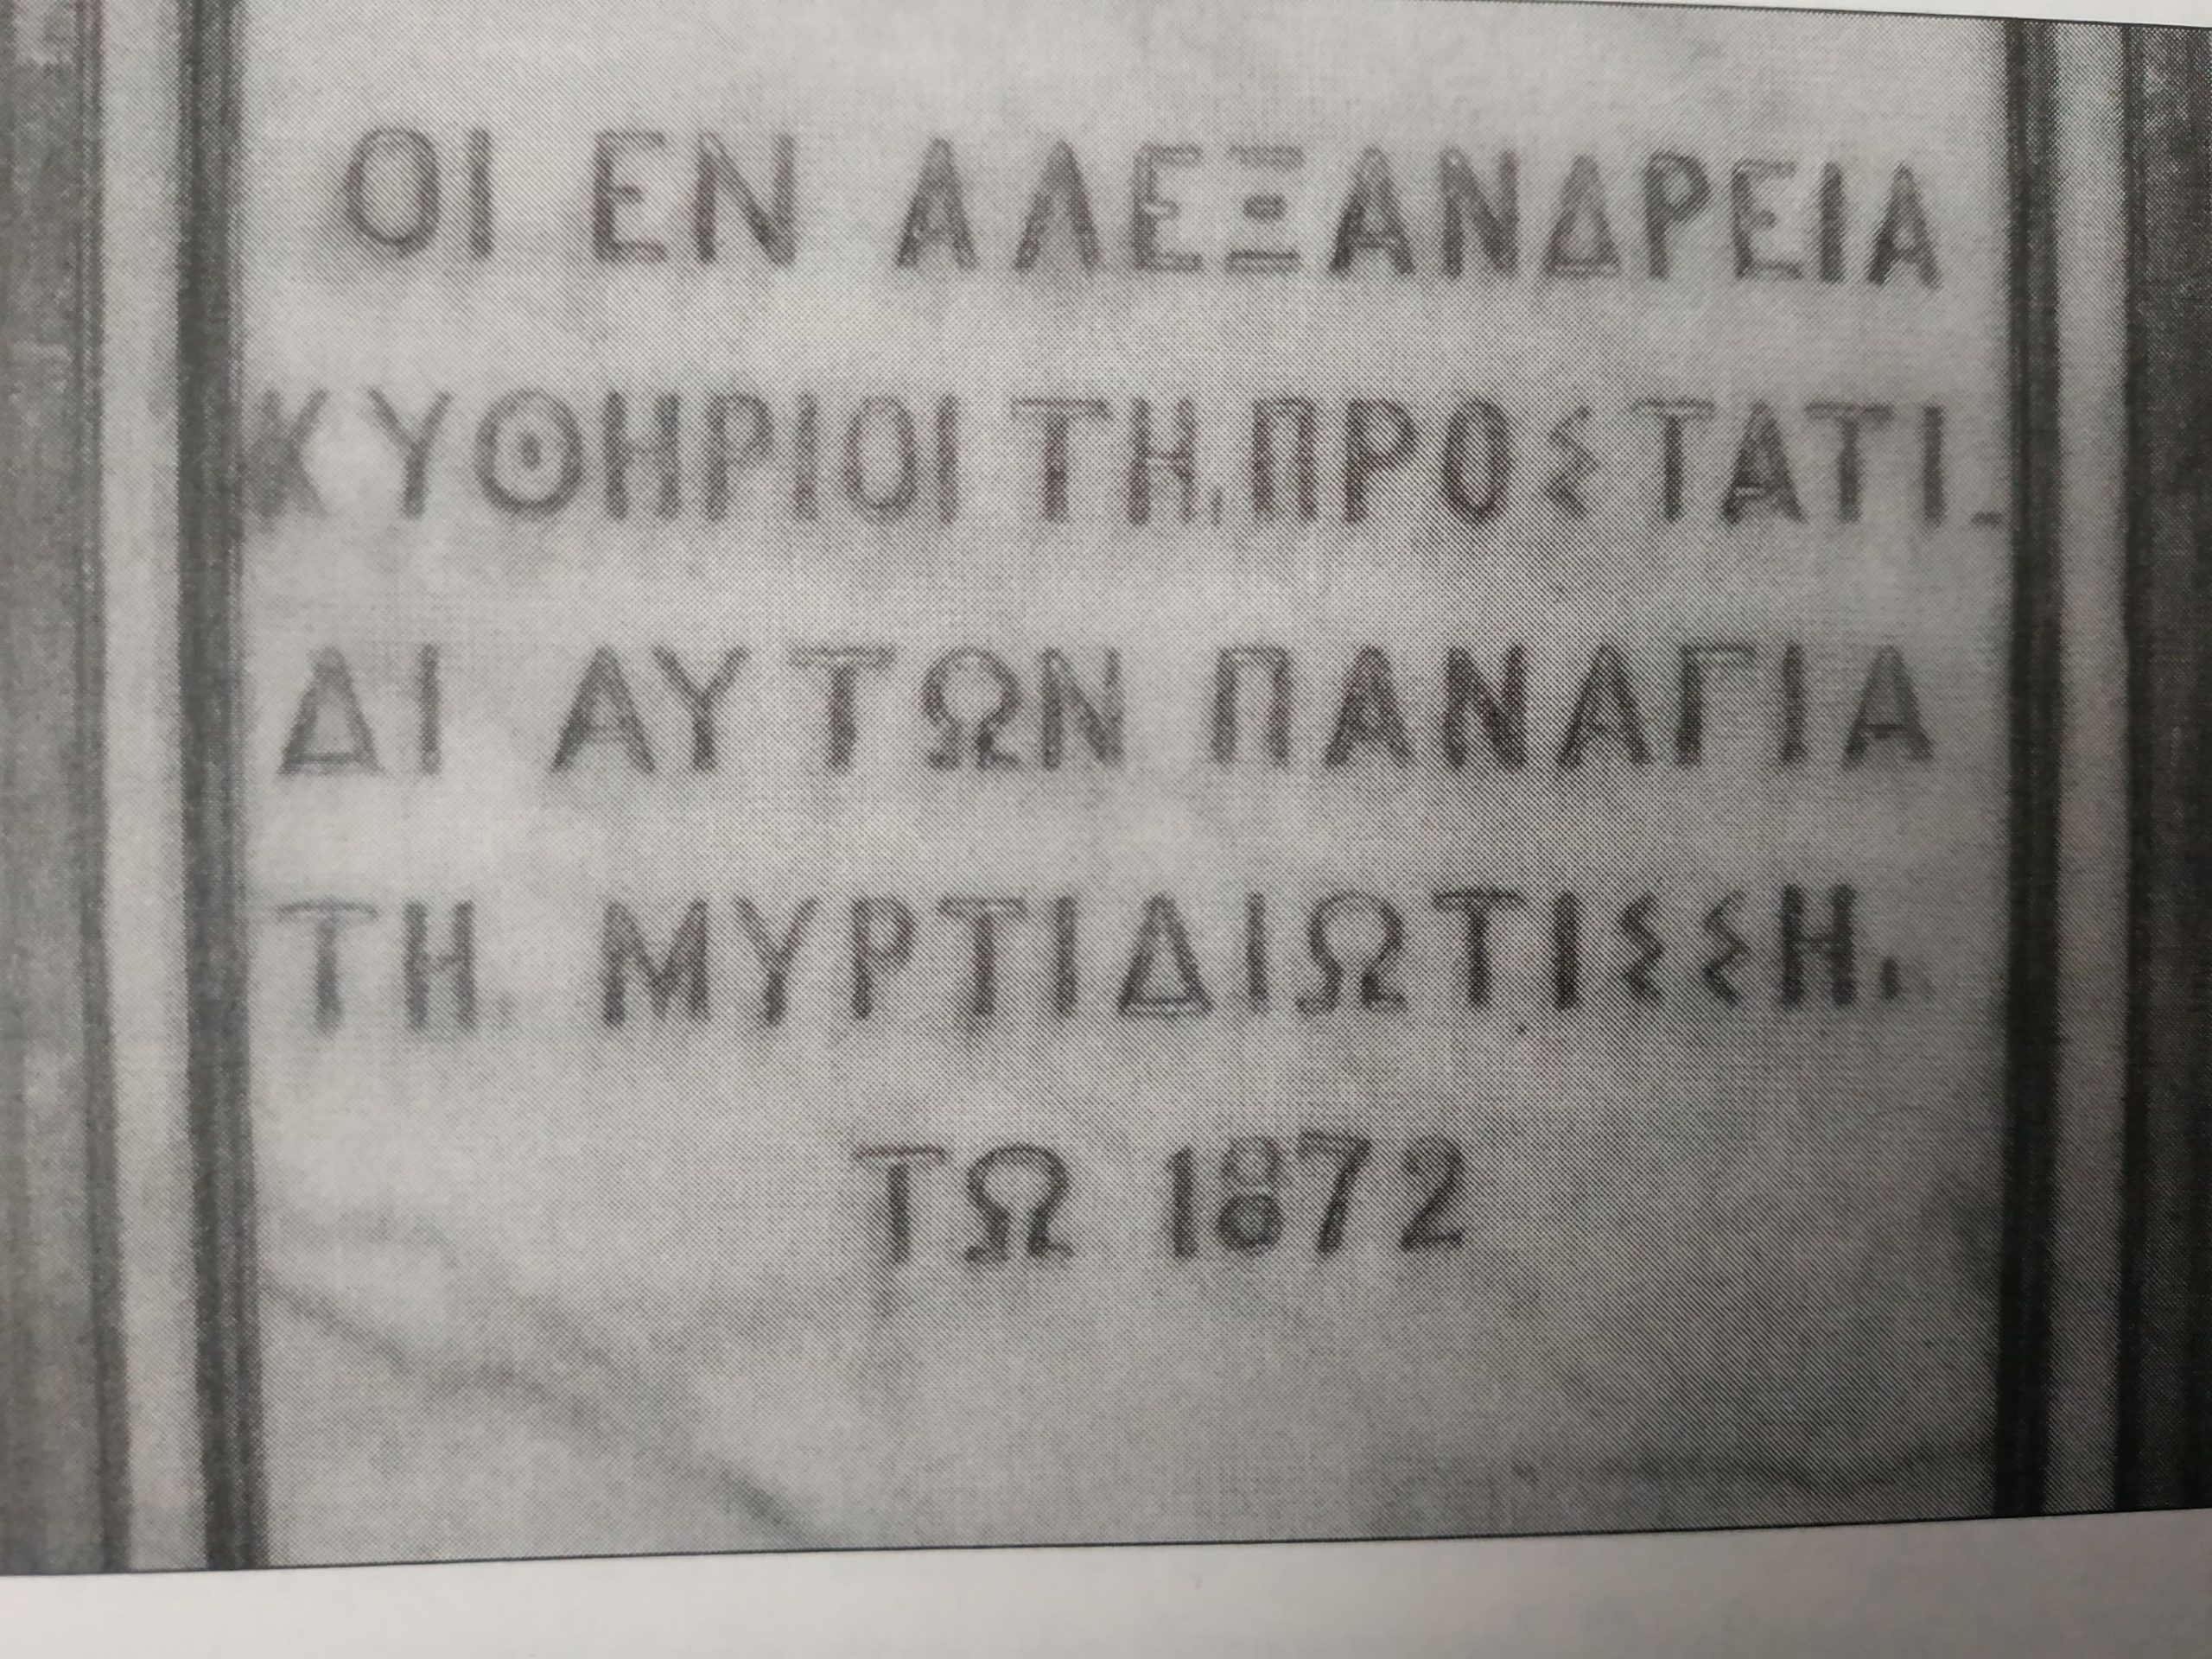 ΟΙ ΕΝ ΑΛΕΞΑΝΔΡΕΙΑ
ΚΥΘΗΡΙΟΙ ΤΗ, ΠΡΟΣΤΑΤΙ-
ΔΙ ΑΥΤΩΝ ΠΑΝΑΓΙΑ
ΤΗ ΜΥΡΤΙΔΙΩΤΙΣΣΗ,
ΤΩ 1872